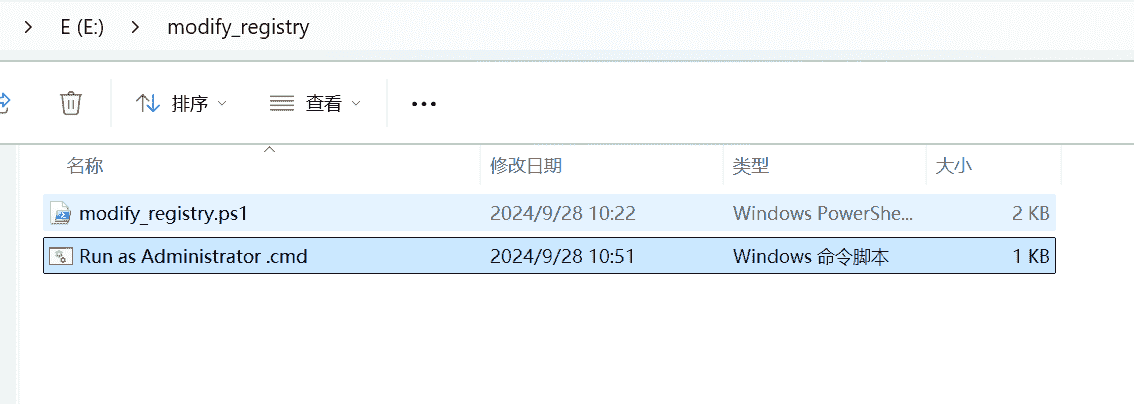 E (E:) modify_registry
排序 查看
名称 修改日期 类型 大小
modify_registry.ps1 2024/9/28 10:22 Windows PowerShe... 2 KB
Run as Administrator .cmd 2024/9/28 10:51 Windows 命令脚本 1 KB